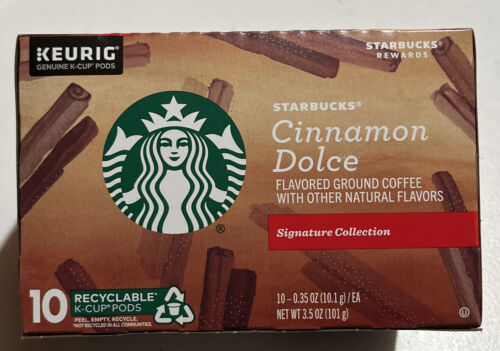 KEURIG®
GENUINE K-CUP® PODS
STARBUCKS®
REWARDS
STARBUCKS®
Cinnamon
Dolce
FLAVORED GROUND COFFEE
WITH OTHER NATURAL FLAVORS
Signature Collection
®
10 RECYCLABLE*
K-CUP® PODS
PEEL. EMPTY. RECYCLE.
*NOT RECYCLED IN ALL COMMUNITIES.
10 – 0.35 OZ (10.1 g) / EA
NET WT 3.5 OZ (101 g)
U